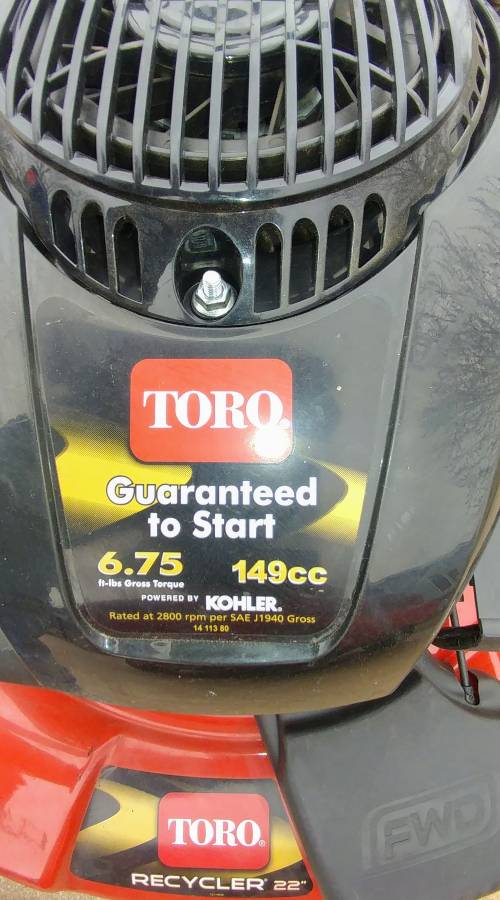 TORO
Guaranteed
to Start
6.75 149cc
ft-lbs Gross Torque
POWERED BY KOHLER.
Rated at 2800 rpm per SAE J1940 Gross
14 113 80
FWD
TORO®
RECYCLER® 22"